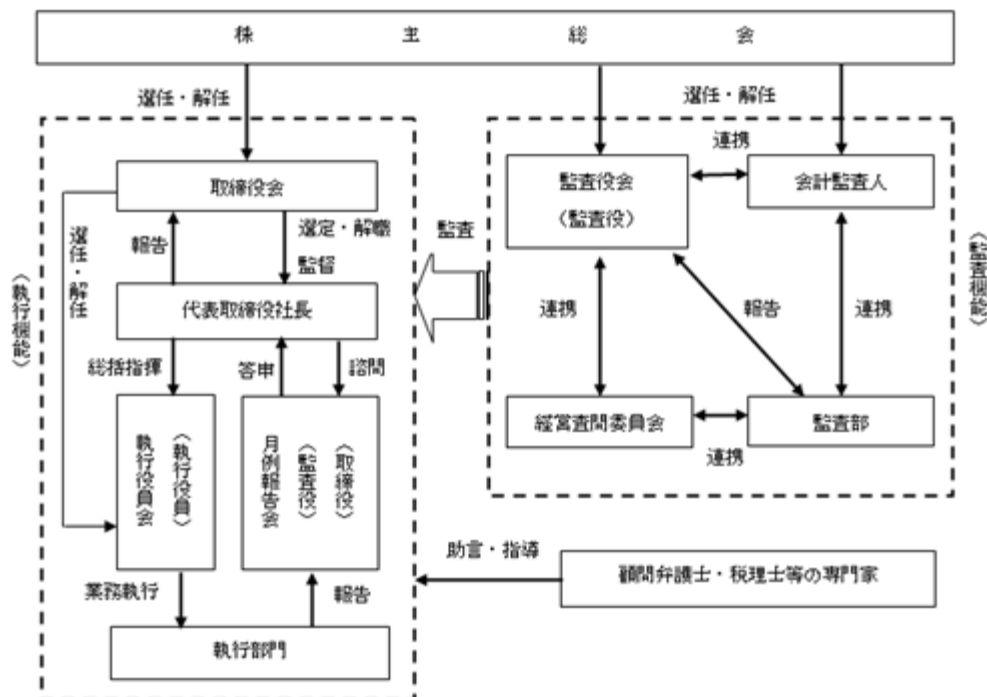 株主総会
選任・解任
選任・解任
連携
取締役会
監査役会
（監査役）
会計監査人
選任・解任
報告
選定・解職
監督
監査
〈執行機能〉
〈監査機能〉
代表取締役社長
連携
報告
連携
総括指揮
答申
諮問
執行役員会
〈執行役員〉
月例報告会
〈監査役〉
〈取締役〉
経営査問委員会
監査部
連携
助言・指導
顧問弁護士・税理士等の専門家
業務執行
報告
執行部門